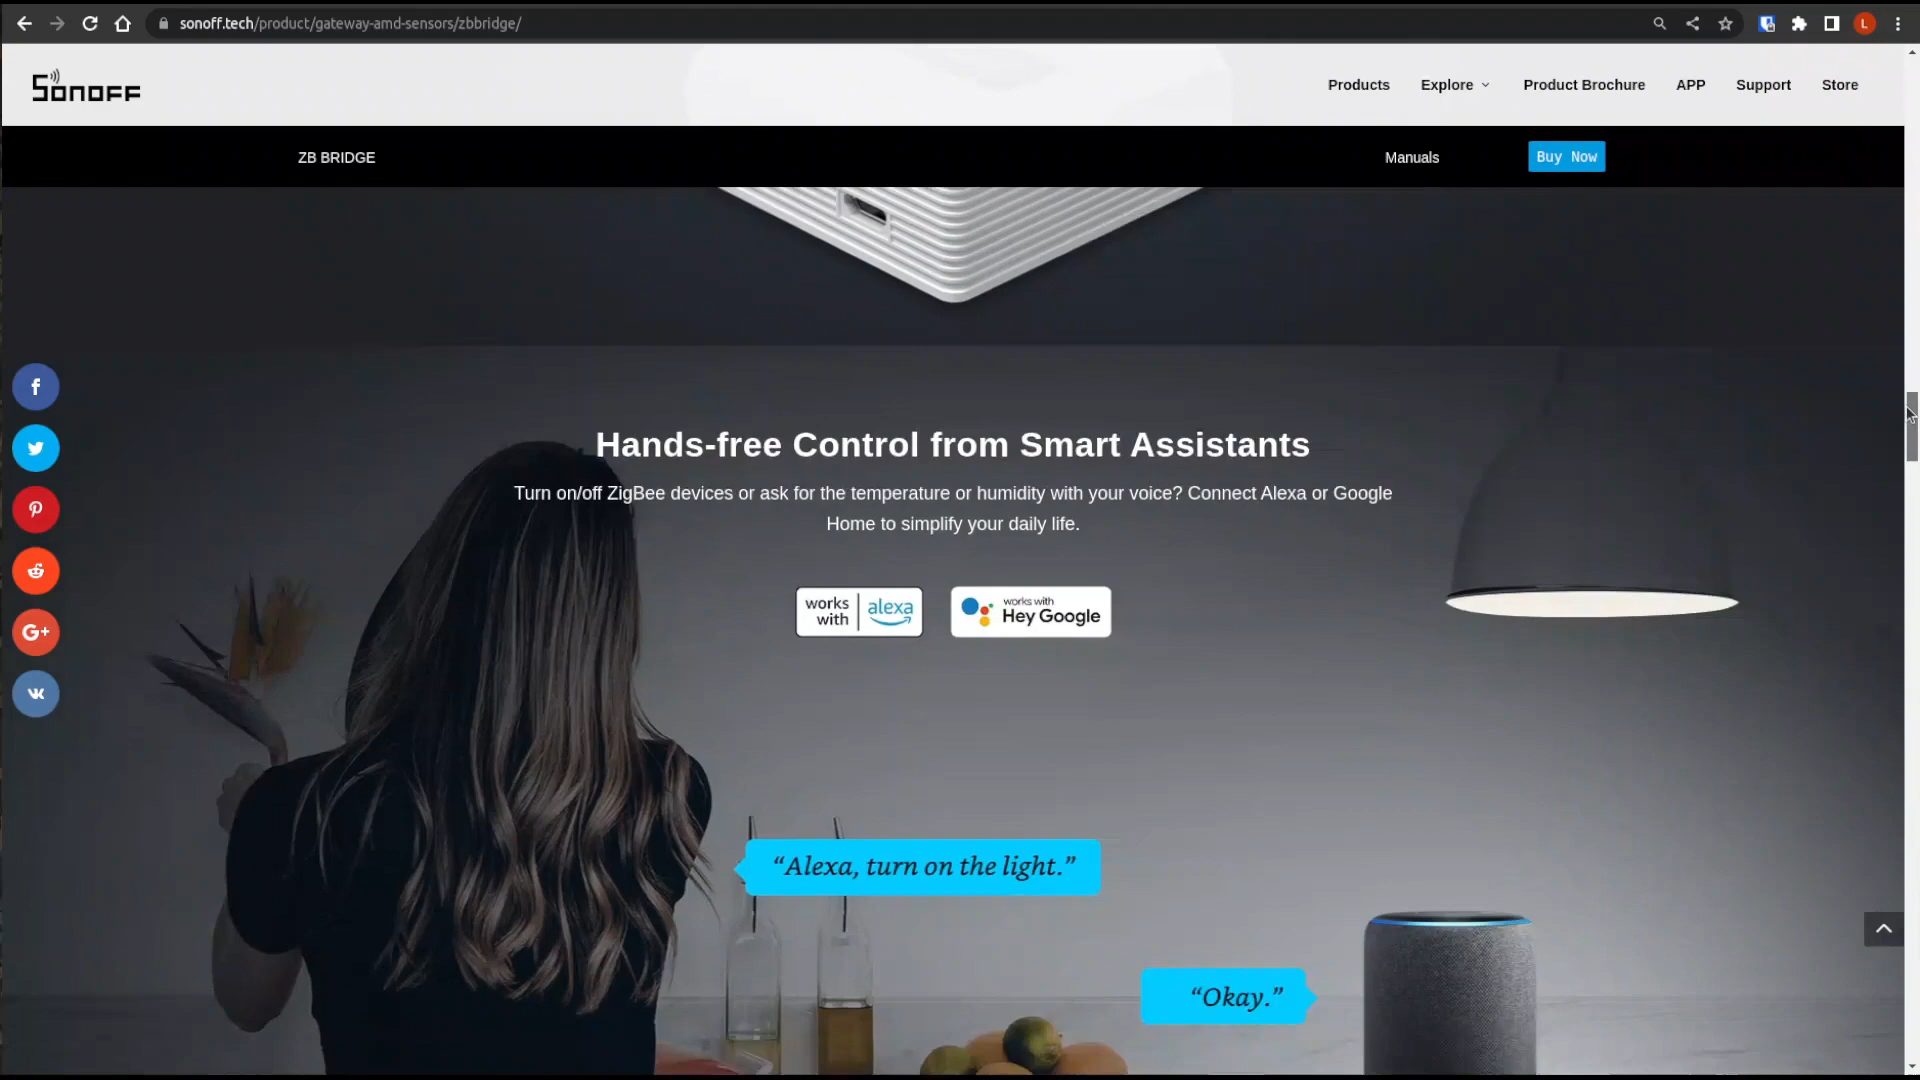 sonoff.tech/product/gateway-amd-sensors/zbbridge/
L
SONOFF
Products
Explore
Product Brochure
APP
Support
Store
ZB BRIDGE
Manuals
Buy Now
Hands-free Control from Smart Assistants
Turn on/off ZigBee devices or ask for the temperature or humidity with your voice? Connect Alexa or Google
Home to simplify your daily life.
works
with
alexa
works with
Hey Google
“Alexa, turn on the light.”
“Okay.”
f
G+